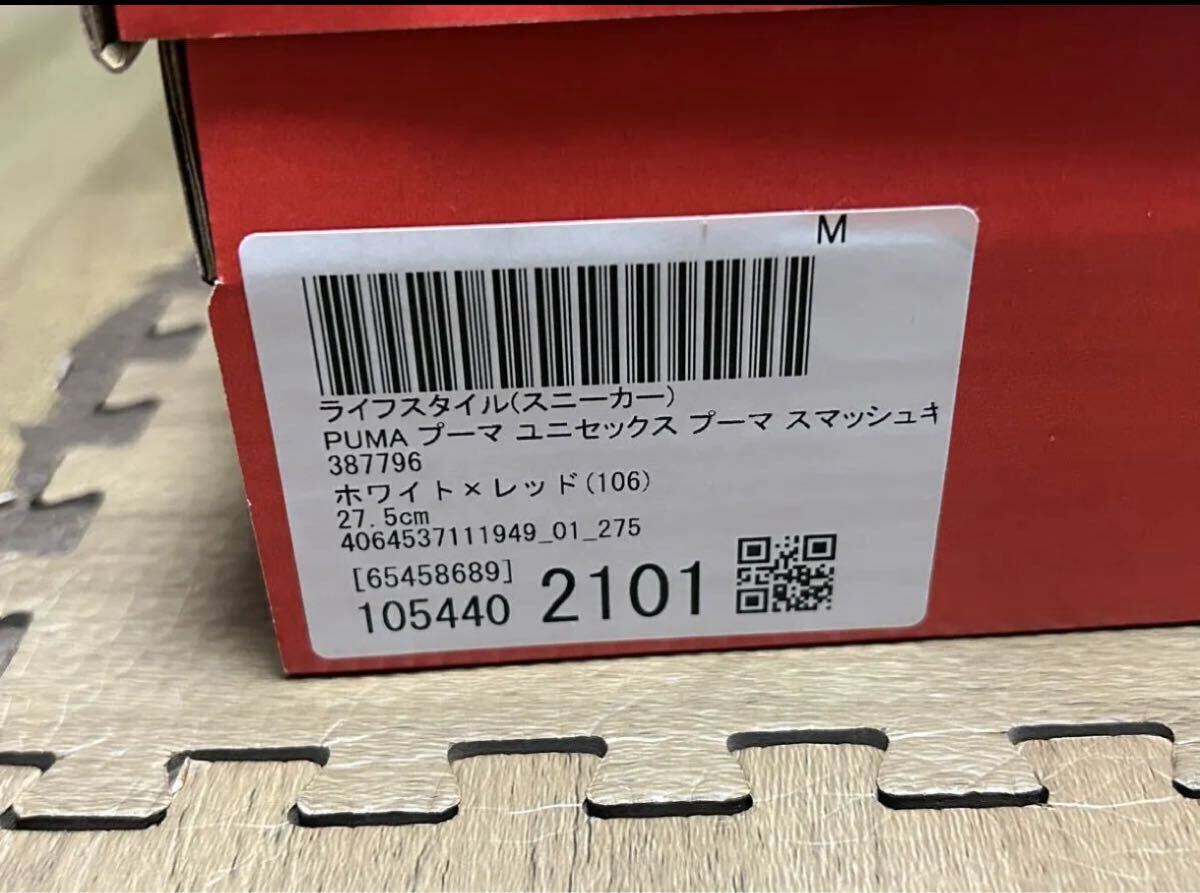 M
ライフスタイル(スニーカー)
PUMA プーマ ユニセックス プーマ スマッシュキ
387796
ホワイト×レッド(106)
27.5cm
4064537111949_01_275
[65458689]
105440 2101